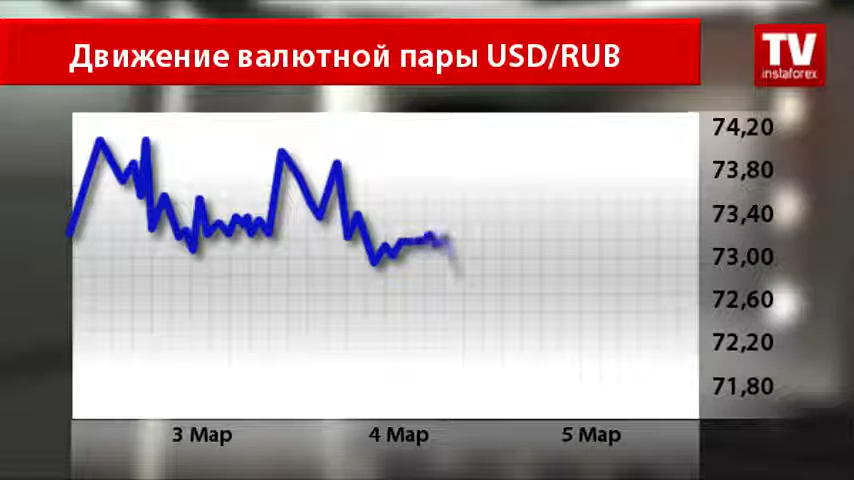 Движение валютной пары USD/RUB
TV
instaforex
74,20
73,80
73,40
73,00
72,60
72,20
71,80
3 Мар
4 Мар
5 Мар